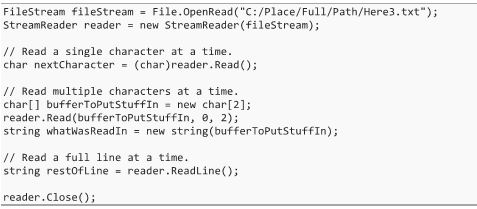 FileStream fileStream = File.OpenRead("C:/Place/Full/Path/Here3.txt");
StreamReader reader = new StreamReader(fileStream);

// Read a single character at a time.
char nextCharacter = (char)reader.Read();

// Read multiple characters at a time.
char[] bufferToPutStuffIn = new char[2];
reader.Read(bufferToPutStuffIn, 0, 2);
string whatWasReadIn = new string(bufferToPutStuffIn);

// Read a full line at a time.
string restOfLine = reader.ReadLine();

reader.Close();